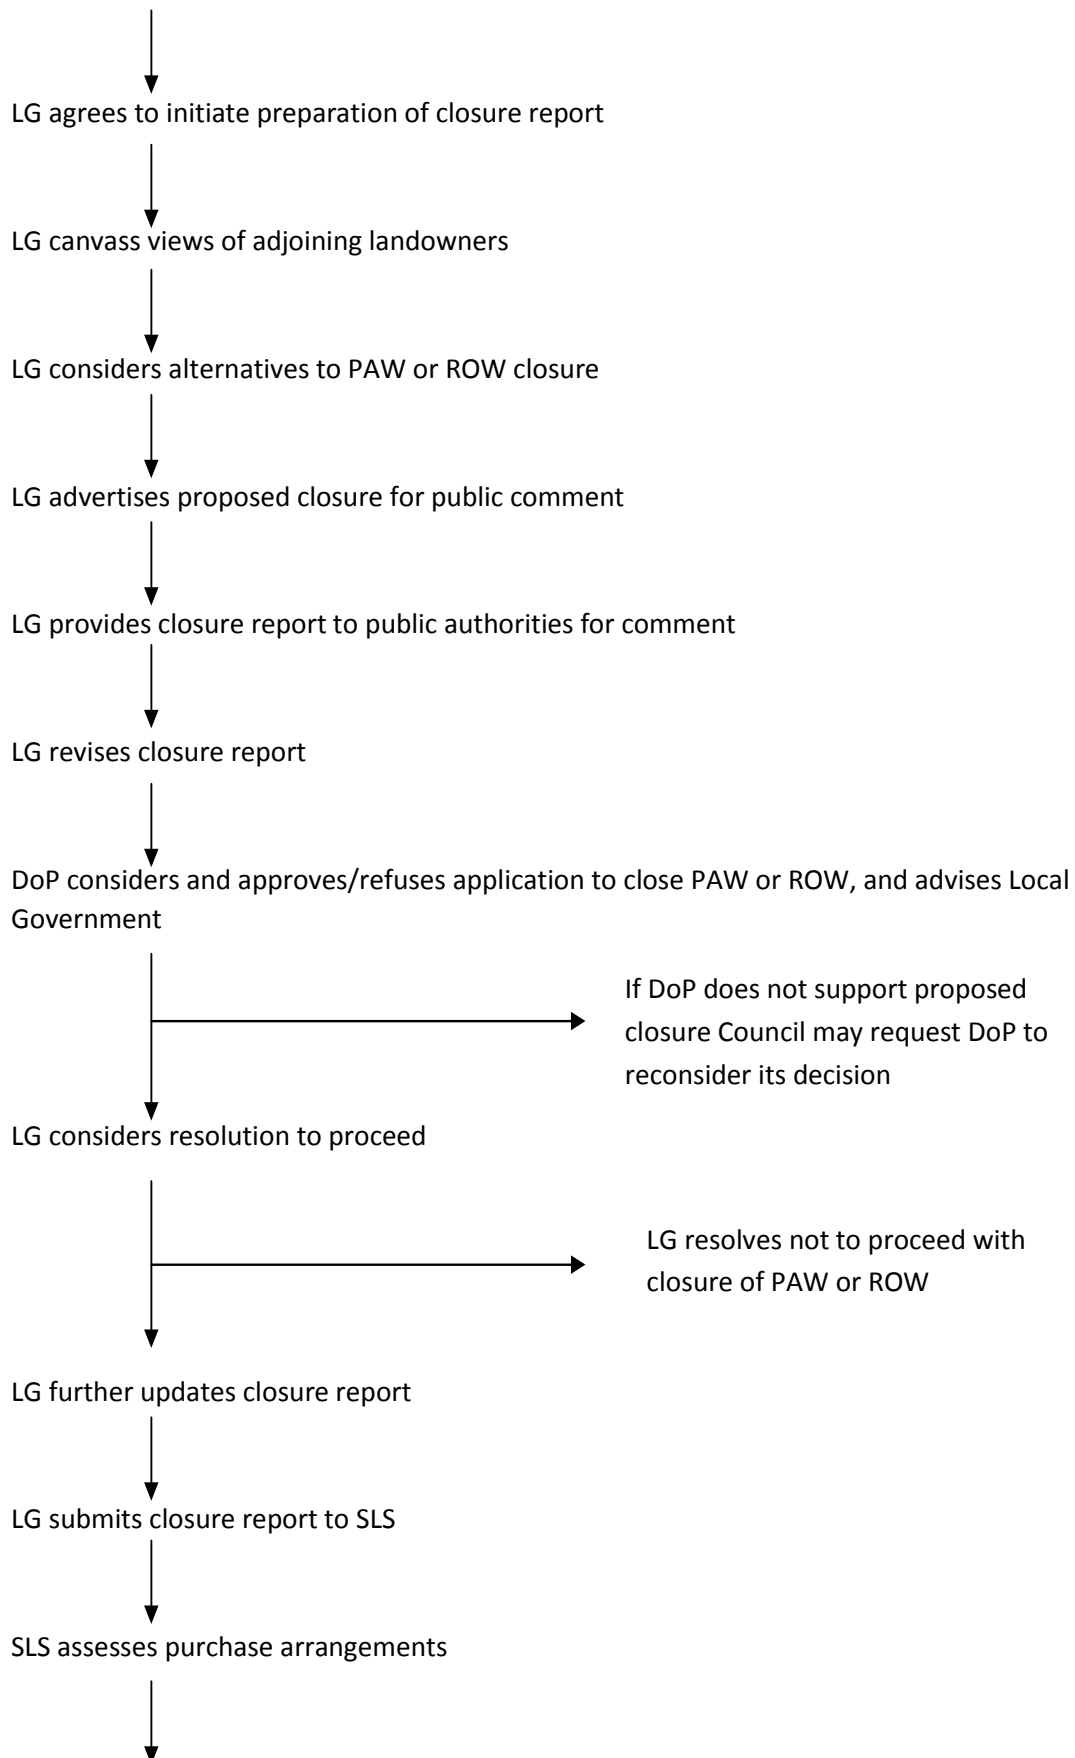 LG agrees to initiate preparation of closure report
LG canvass views of adjoining landowners
LG considers alternatives to PAW or ROW closure
LG advertises proposed closure for public comment
LG provides closure report to public authorities for comment
LG revises closure report
DoP considers and approves/refuses application to close PAW or ROW, and advises Local
Government
If DoP does not support proposed
closure Council may request DoP to
reconsider its decision
LG considers resolution to proceed
LG resolves not to proceed with
closure of PAW or ROW
LG further updates closure report
LG submits closure report to SLS
SLS assesses purchase arrangements